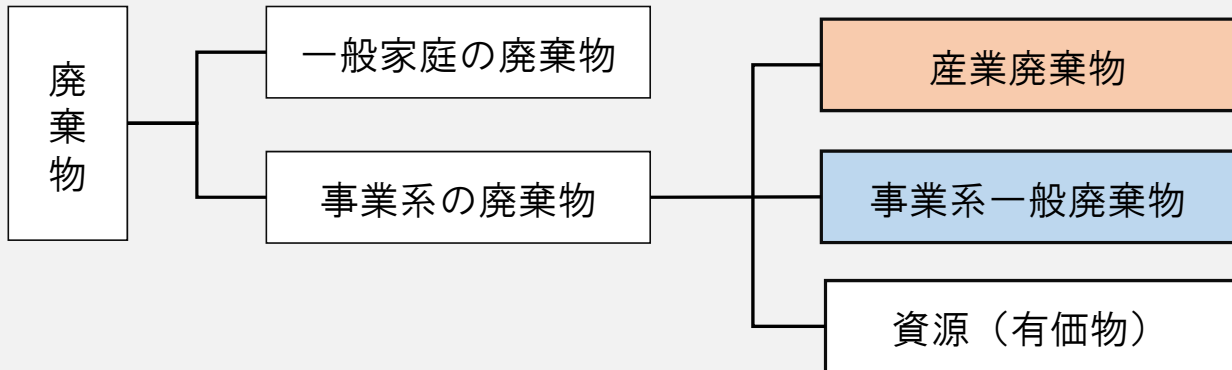 廃棄物
一般家庭の廃棄物
事業系の廃棄物
産業廃棄物
事業系一般廃棄物
資源（有価物）